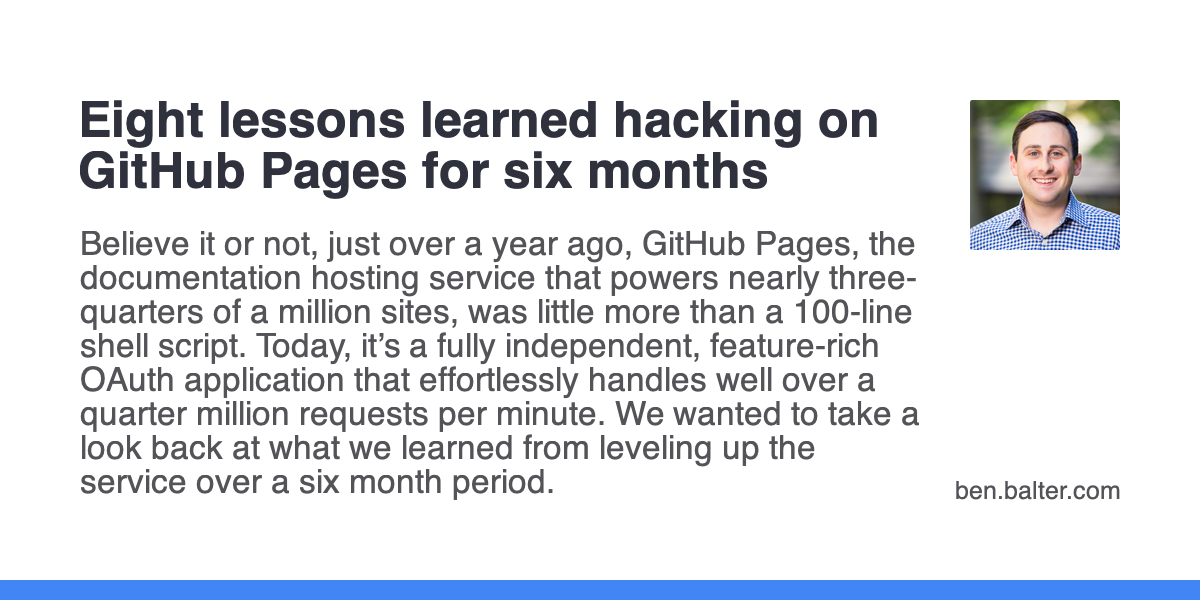 Eight lessons learned hacking on
GitHub Pages for six months
Believe it or not, just over a year ago, GitHub Pages, the
documentation hosting service that powers nearly three-
quarters of a million sites, was little more than a 100-line
shell script. Today, it’s a fully independent, feature-rich
OAuth application that effortlessly handles well over a
quarter million requests per minute. We wanted to take a
look back at what we learned from leveling up the
service over a six month period.
ben.balter.com